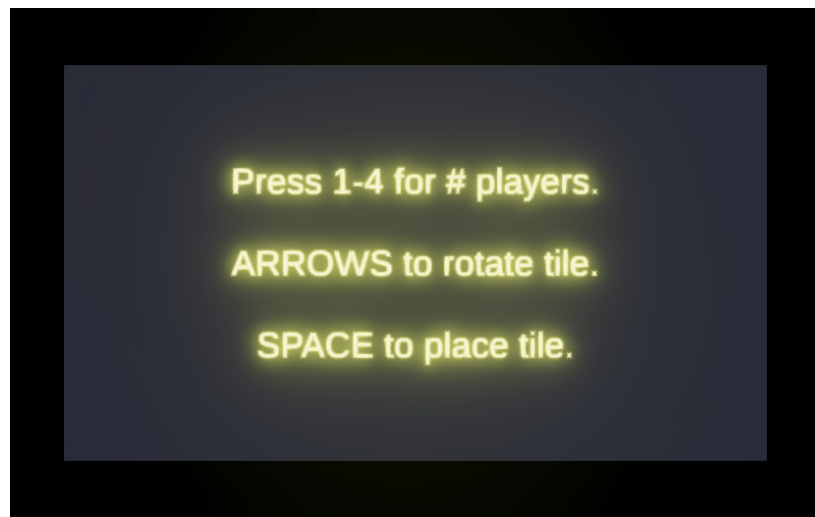 Press 1-4 for # players.
ARROWS to rotate tile.
SPACE to place tile.